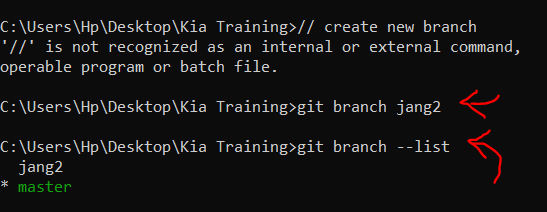 C:\Users\Hp\Desktop\Kia Training>// create new branch
'//' is not recognized as an internal or external command,
operable program or batch file.
C:\Users\Hp\Desktop\Kia Training>git branch jang2
C:\Users\Hp\Desktop\Kia Training>git branch --list
  jang2
* master